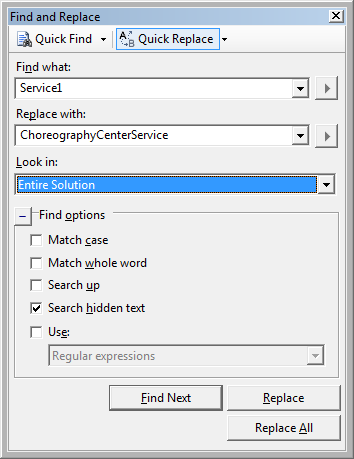 Find and Replace
Quick Find Quick Replace
Find what:
Service1
Replace with:
ChoreographyCenterService
Look in:
Entire Solution
Find options
Match case
Match whole word
Search up
Search hidden text
Use:
Regular expressions
Find Next Replace
Replace All